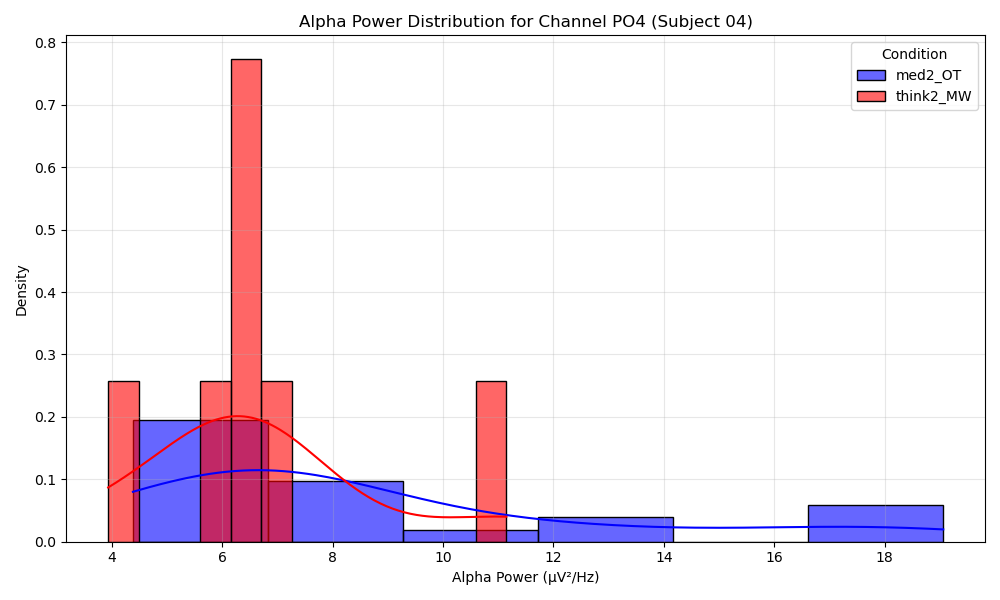 Alpha Power Distribution for Channel PO4 (Subject 04)
Condition
med2_OT
think2_MW
Density
0.8
0.7
0.6
0.5
0.4
0.3
0.2
0.1
0.0
4 6 8 10 12 14 16 18
Alpha Power (µV²/Hz)